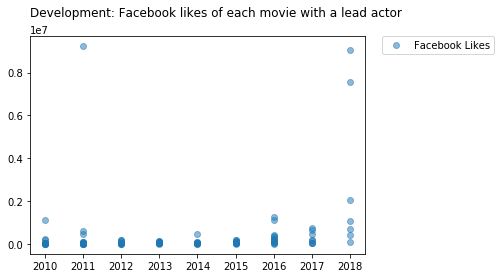 Development: Facebook likes of each movie with a lead actor
1e7
Facebook Likes
0.8
0.6
0.4
0.2
0.0
2010 2011 2012 2013 2014 2015 2016 2017 2018